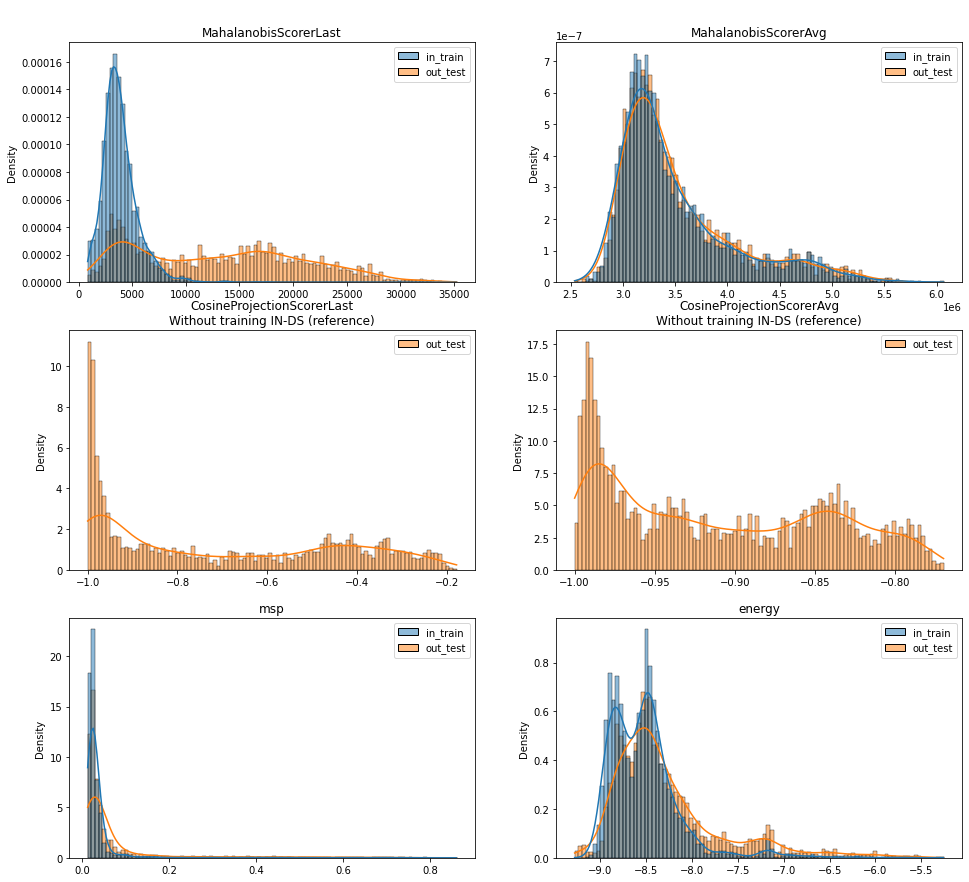 MahalanobisScorerLast
in_train
out_test
Density
0.00016
0.00014
0.00012
0.00010
0.00008
0.00006
0.00004
0.00002
0.00000
0 5000 10000 15000 20000 25000 30000 35000
MahalanobisScorerAvg
1e−7
in_train
out_test
Density
7
6
5
4
3
2
1
0
2.5 3.0 3.5 4.0 4.5 5.0 5.5 6.0
1e6
CosineProjectionScorerLast
Without training IN-DS (reference)
out_test
Density
10
8
6
4
2
0
−1.0 −0.8 −0.6 −0.4 −0.2
CosineProjectionScorerAvg
Without training IN-DS (reference)
out_test
Density
17.5
15.0
12.5
10.0
7.5
5.0
2.5
0.0
−1.00 −0.95 −0.90 −0.85 −0.80
msp
in_train
out_test
Density
20
15
10
5
0
0.0 0.2 0.4 0.6 0.8
energy
in_train
out_test
Density
0.8
0.6
0.4
0.2
0.0
−9.0 −8.5 −8.0 −7.5 −7.0 −6.5 −6.0 −5.5